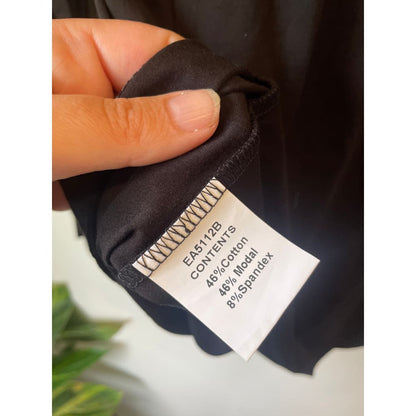 EA5112B
CONTENTS
46%Cotton
46% Modal
8%Spandex